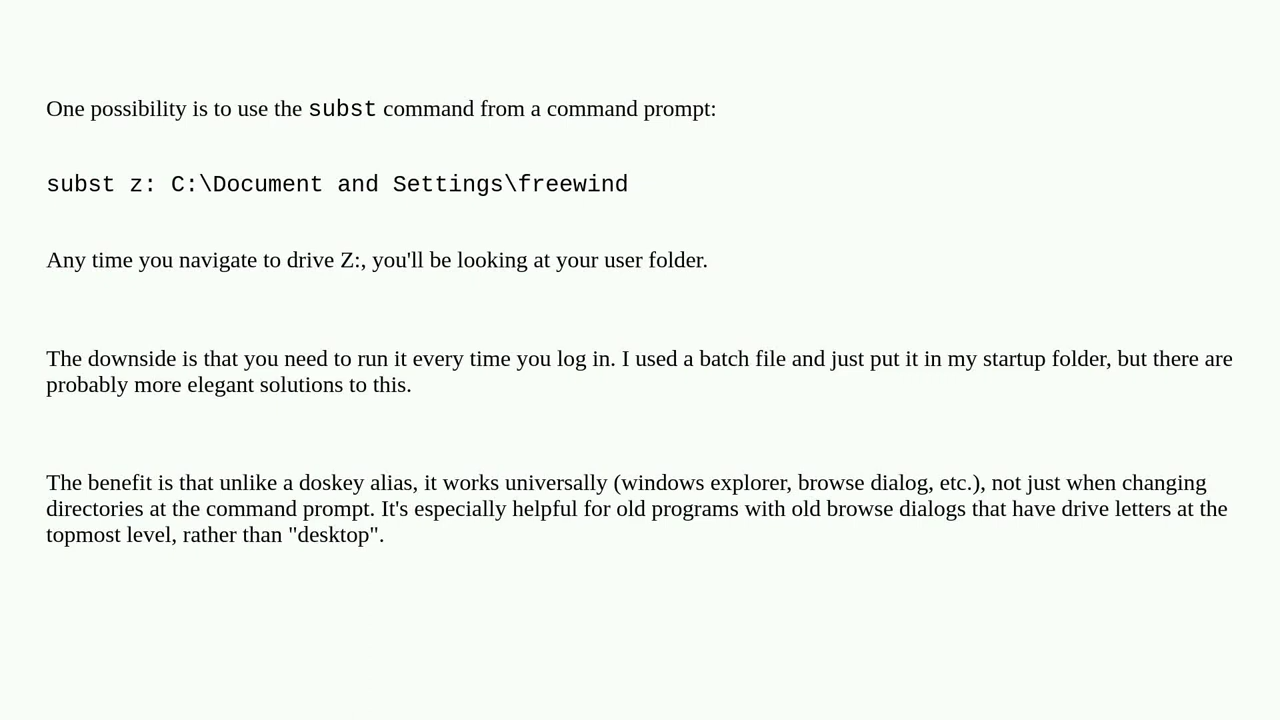 One possibility is to use the subst command from a command prompt:
subst z: C:\Document and Settings\freewind
Any time you navigate to drive Z:, you'll be looking at your user folder.
The downside is that you need to run it every time you log in. I used a batch file and just put it in my startup folder, but there are
probably more elegant solutions to this.
The benefit is that unlike a doskey alias, it works universally (windows explorer, browse dialog, etc.), not just when changing
directories at the command prompt. It's especially helpful for old programs with old browse dialogs that have drive letters at the
topmost level, rather than "desktop".